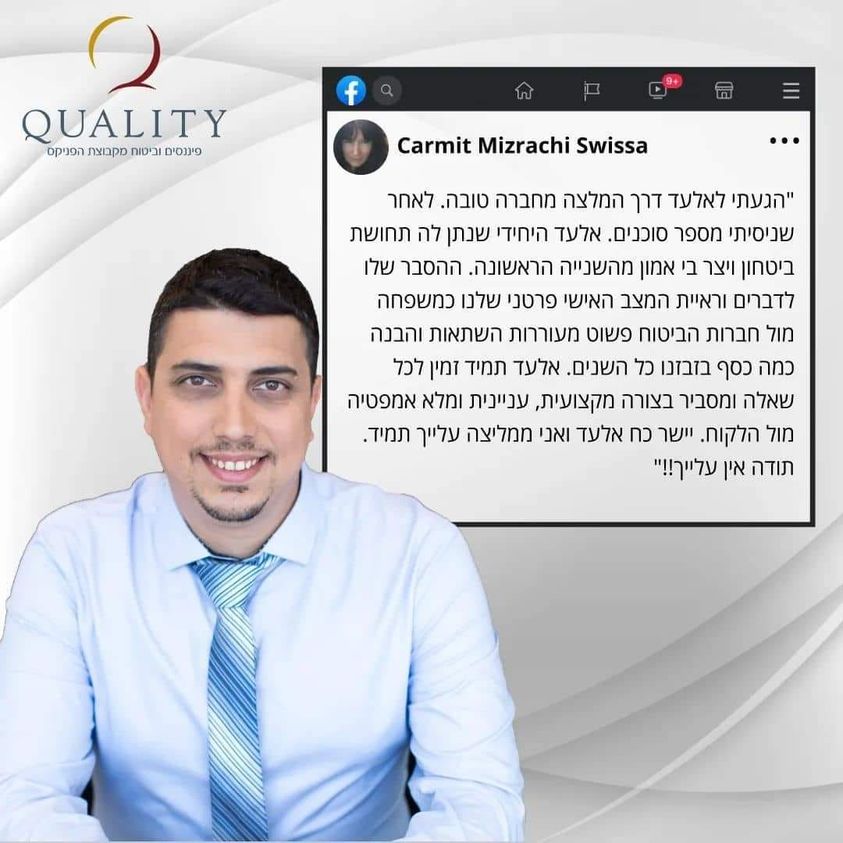 QUALITY
פיננסים וביטוח מקבוצת הפניקס
9+
Carmit Mizrachi Swissa
"הגעתי לאלעד דרך המלצה מחברה טובה. לאחר
שניסיתי מספר סוכנים. אלעד היחידי שנתן לה תחושת
ביטחון ויצר בי אמון מהשנייה הראשונה. ההסבר שלו
לדברים וראיית המצב האישי פרטני שלנו כמשפחה
מול חברות הביטוח פשוט מעוררות השתאות והבנה
כמה כסף בזבזנו כל השנים. אלעד תמיד זמין לכל
שאלה ומסביר בצורה מקצועית, עניינית ומלא אמפטיה
מול הלקוח. יישר כח אלעד ואני ממליצה עלייך תמיד.
תודה אין עלייך!!"